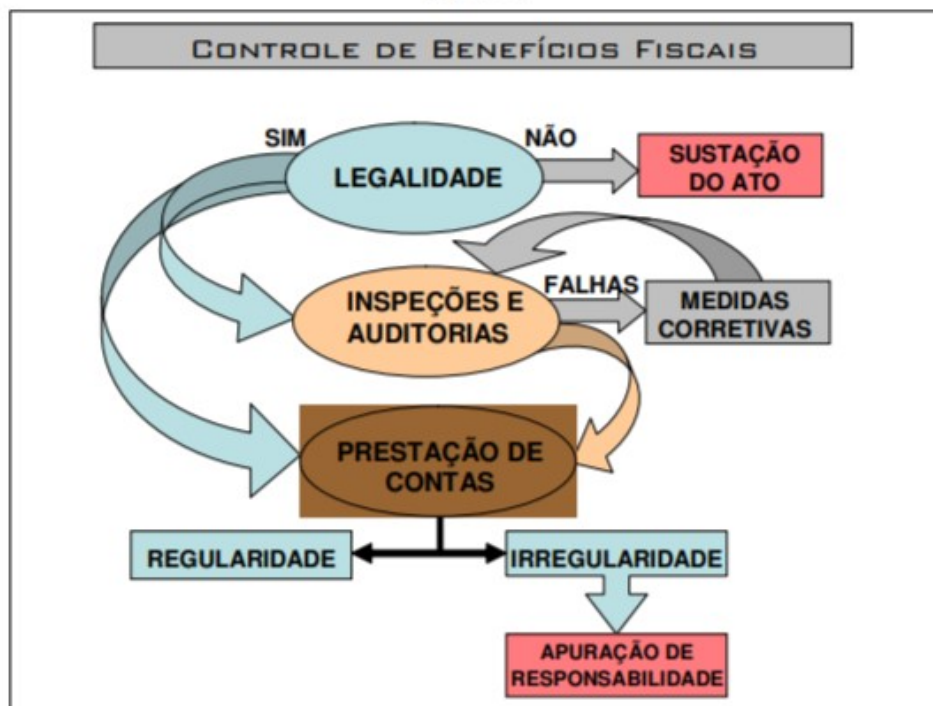 CONTROLE DE BENEFÍCIOS FISCAIS
SIM
NÃO
LEGALIDADE
SUSTAÇÃO
DO ATO
INSPEÇÕES E
AUDITORIAS
FALHAS
MEDIDAS
CORRETIVAS
PRESTAÇÃO DE
CONTAS
REGULARIDADE
IRREGULARIDADE
APURAÇÃO DE
RESPONSABILIDADE